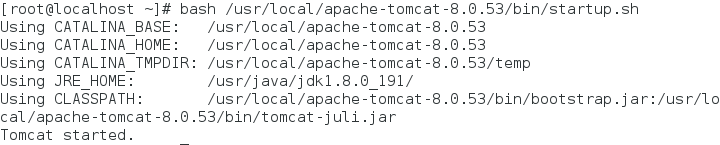 [root@localhost ~]# bash /usr/local/apache-tomcat-8.0.53/bin/startup.sh
Using CATALINA_BASE:   /usr/local/apache-tomcat-8.0.53
Using CATALINA_HOME:   /usr/local/apache-tomcat-8.0.53
Using CATALINA_TMPDIR: /usr/local/apache-tomcat-8.0.53/temp
Using JRE_HOME:        /usr/java/jdk1.8.0_191/
Using CLASSPATH:       /usr/local/apache-tomcat-8.0.53/bin/bootstrap.jar:/usr/lo
cal/apache-tomcat-8.0.53/bin/tomcat-juli.jar
Tomcat started.